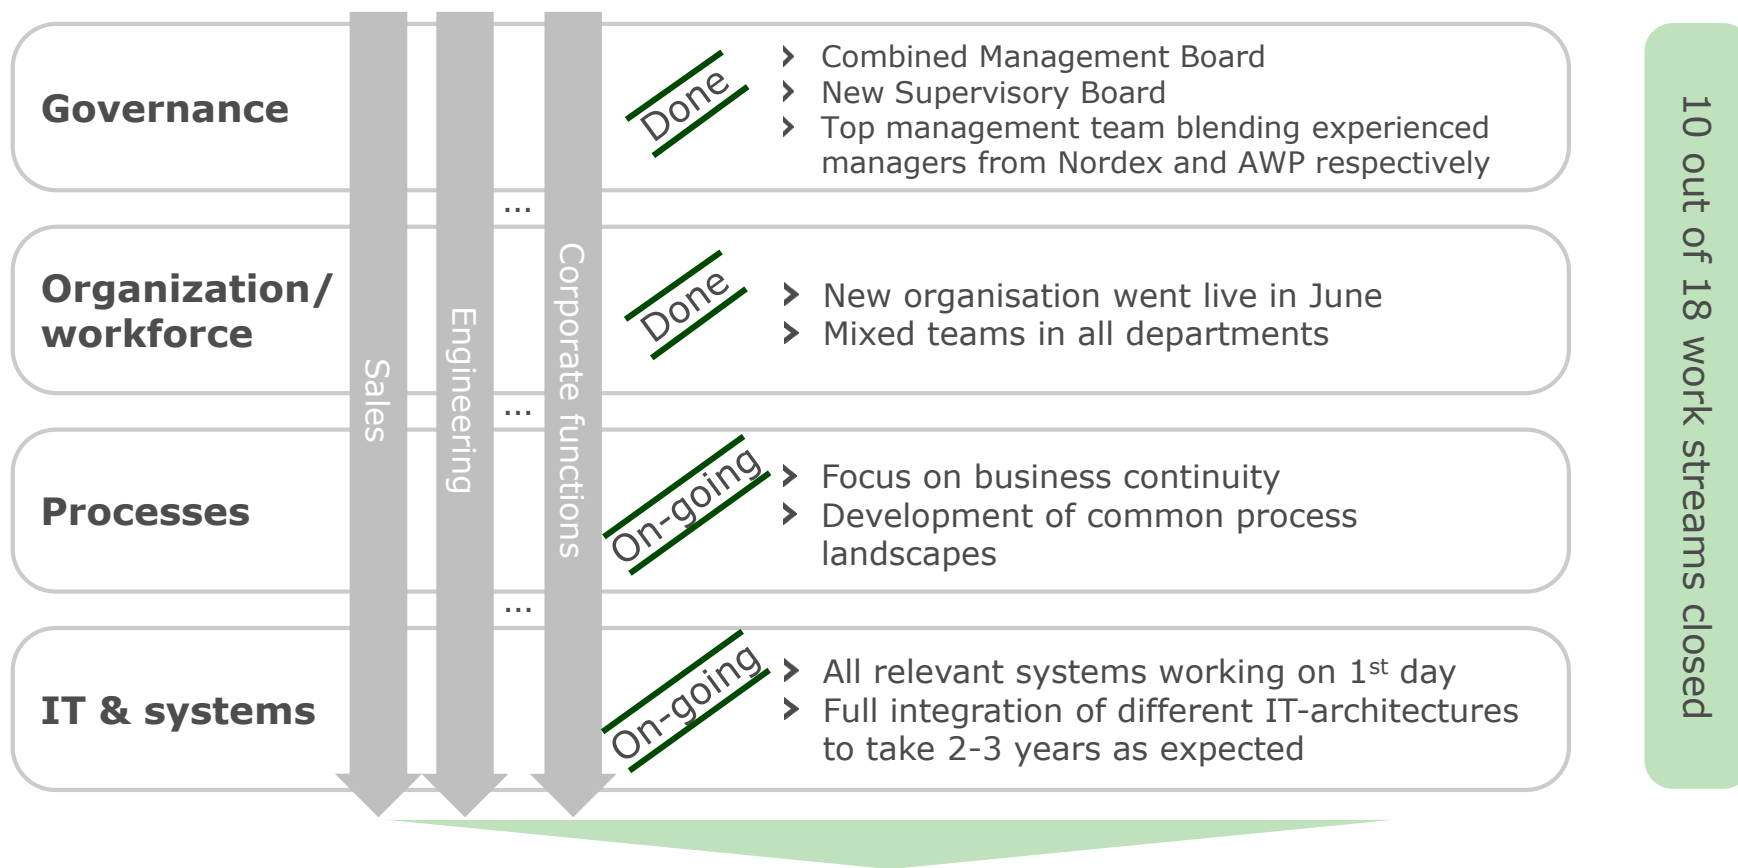 Governance
Done
Combined Management Board
New Supervisory Board
Top management team blending experienced
managers from Nordex and AWP respectively
...
Organization/
workforce
Done
New organisation went live in June
Mixed teams in all departments
...
Processes
On-going
Focus on business continuity
Development of common process
landscapes
...
IT & systems
On-going
All relevant systems working on 1st day
Full integration of different IT-architectures
to take 2-3 years as expected
Sales
Engineering
Corporate functions
10 out of 18 work streams closed